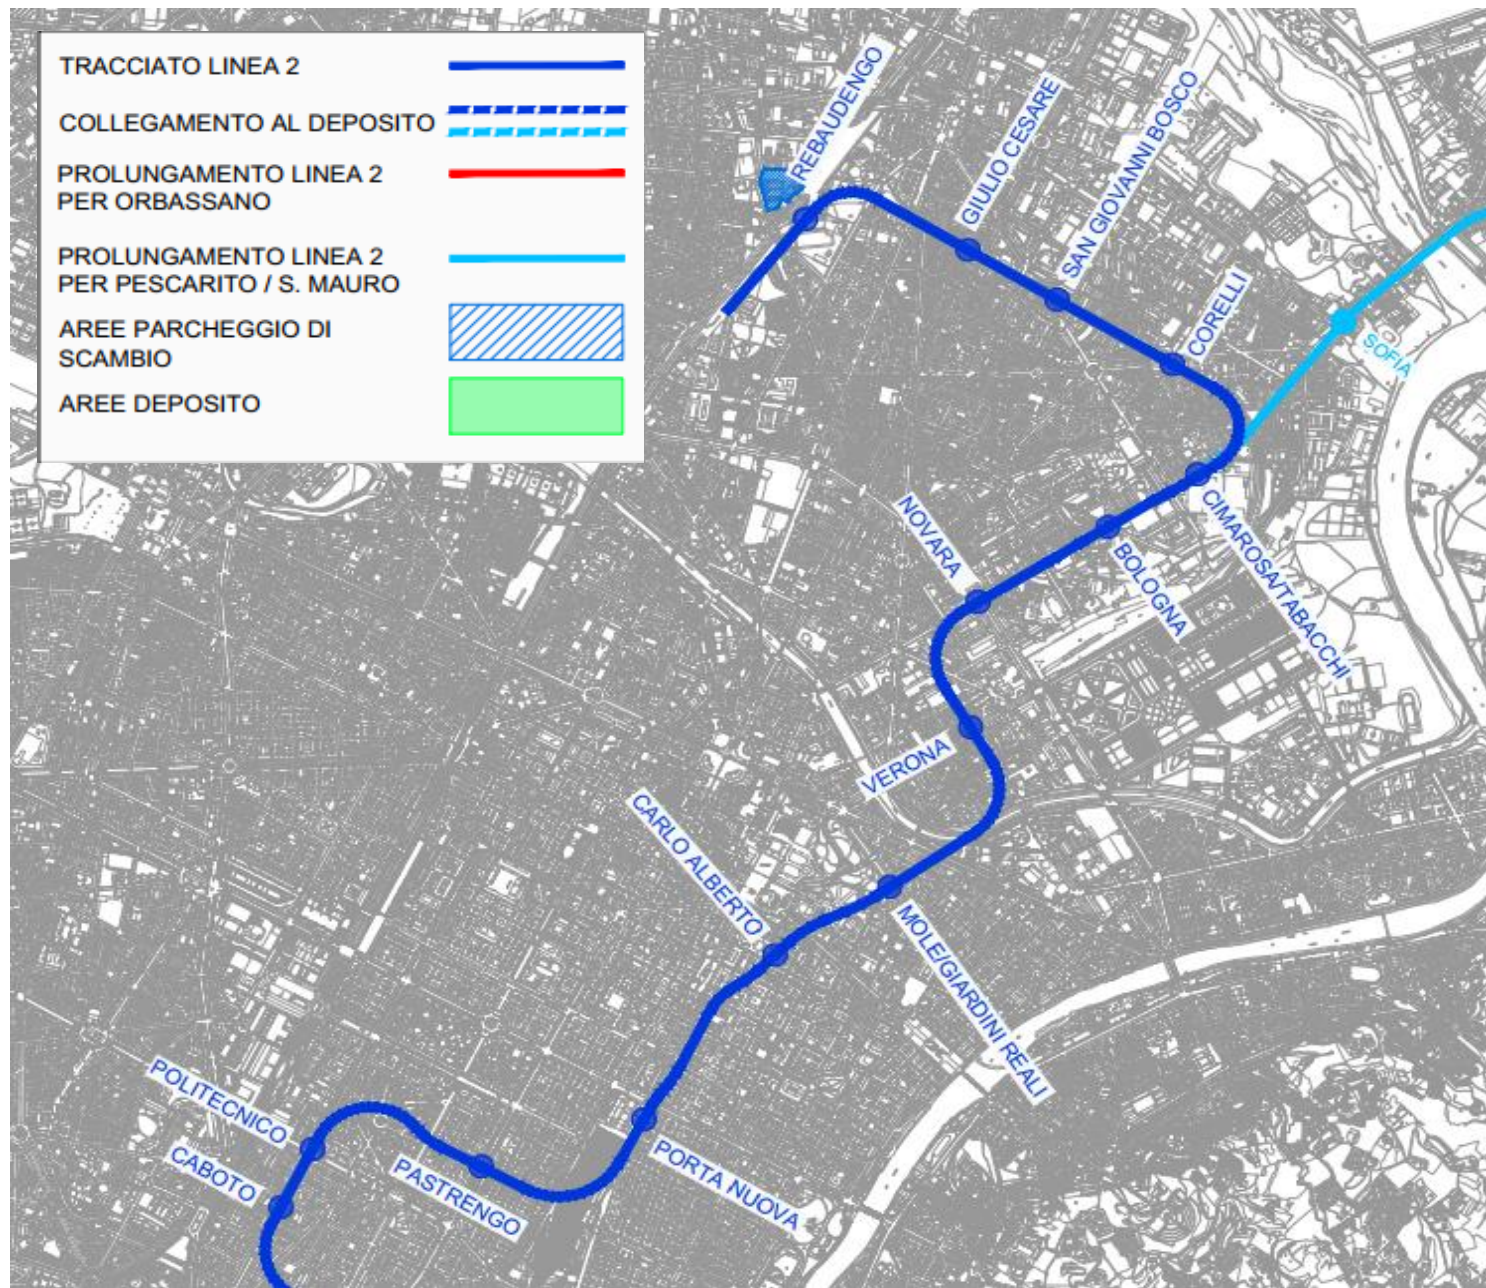 TRACCIATO LINEA 2
COLLEGAMENTO AL DEPOSITO
PROLUNGAMENTO LINEA 2
PER ORBASSANO
PROLUNGAMENTO LINEA 2
PER PESCARITO / S. MAURO
AREE PARCHEGGIO DI
SCAMBIO
AREE DEPOSITO
REBAUDENGO
GIULIO CESARE
SAN GIOVANNI BOSCO
CORELLI
SOFIA
CIMAROSA/TABACCHI
BOLOGNA
NOVARA
VERONA
CARLO ALBERTO
MOLE/GIARDINI REALI
PORTA NUOVA
PASTRENGO
POLITECNICO
CABOTO